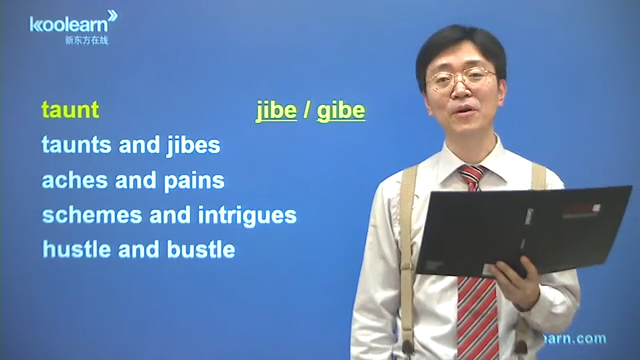 koolearn
新东方在线
taunt jibe / gibe
taunts and jibes
aches and pains
schemes and intrigues
hustle and bustle
arn.com